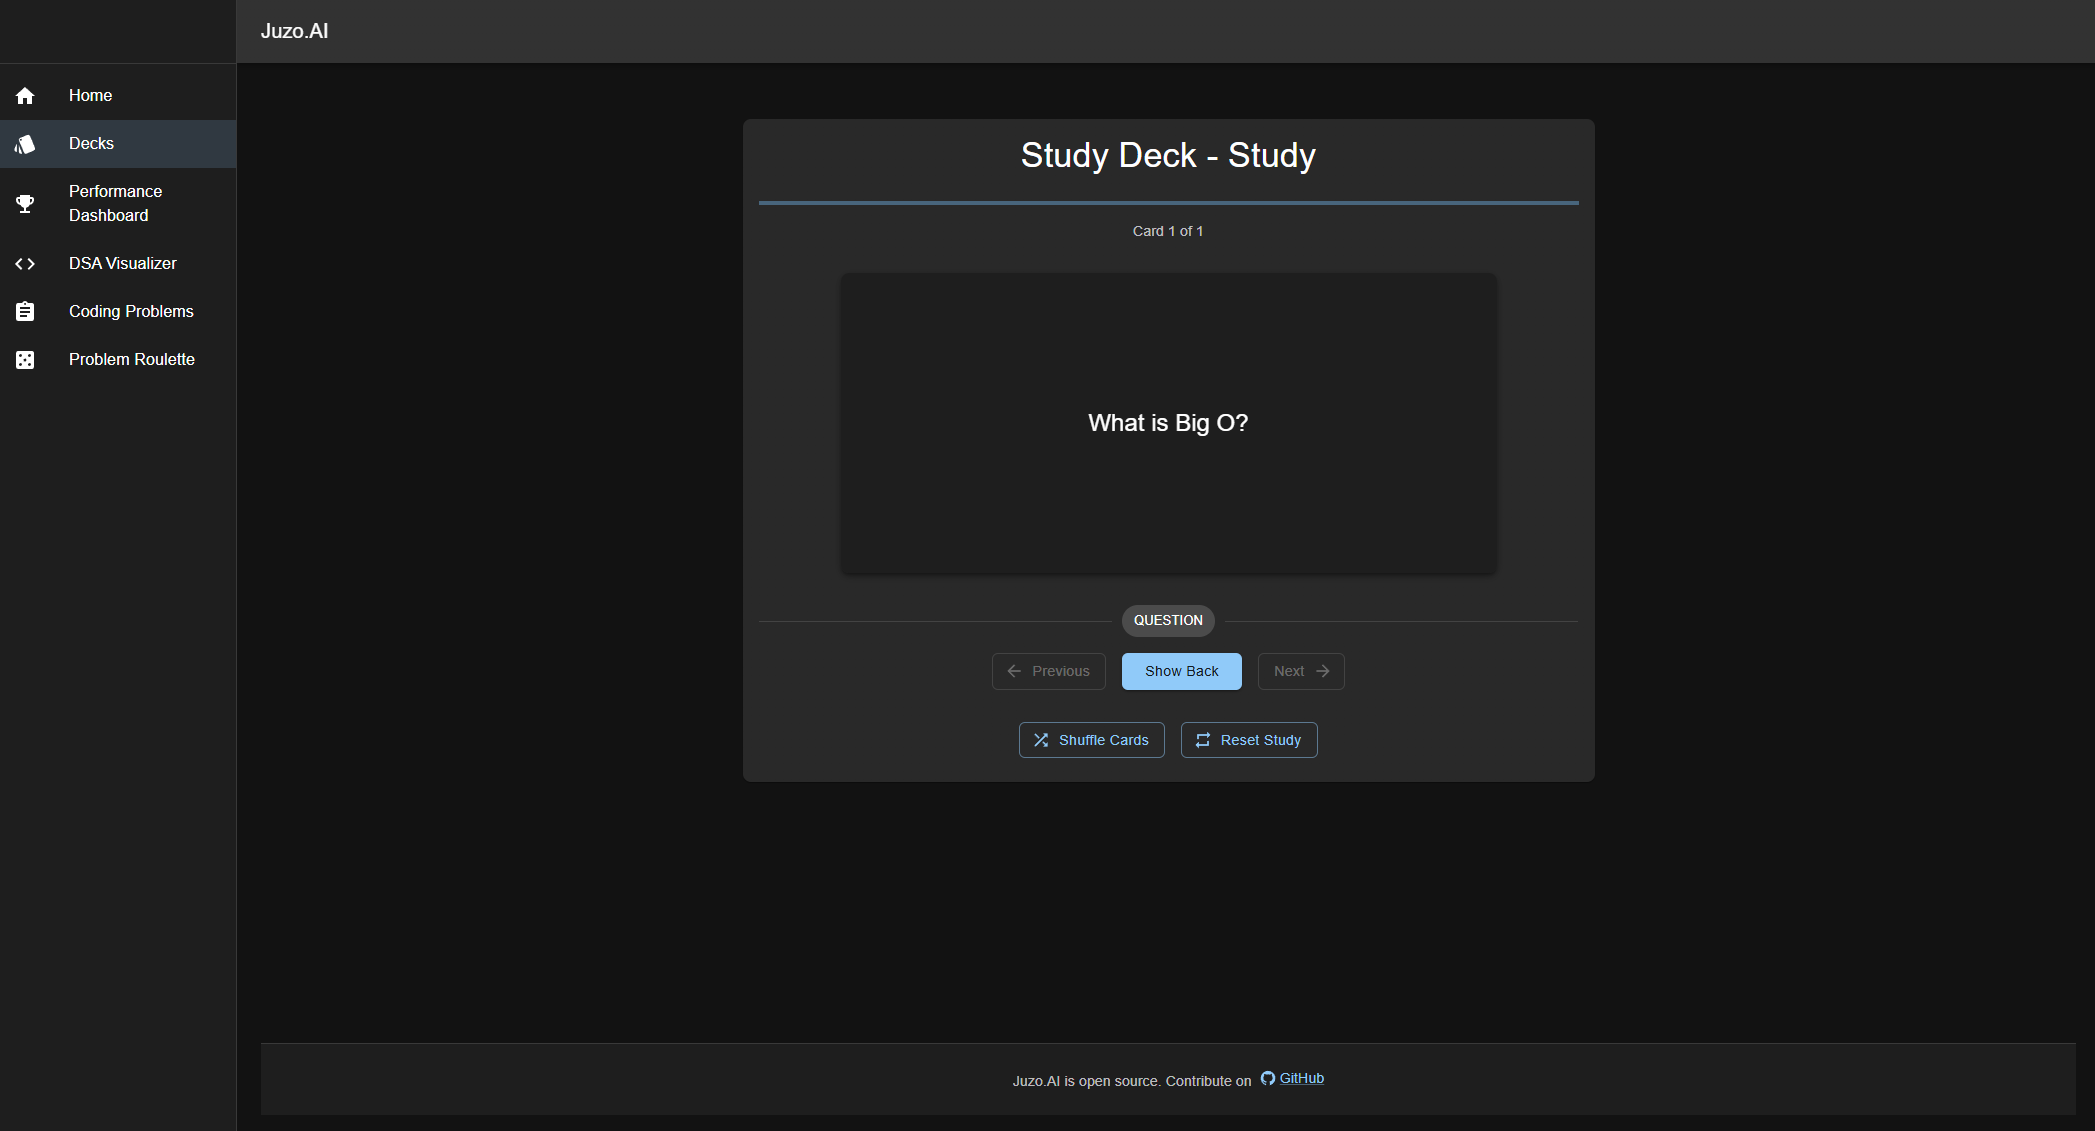 Juzo.AI
Home
Decks
Performance
Dashboard
DSA Visualizer
Coding Problems
Problem Roulette
Study Deck - Study
Card 1 of 1
What is Big O?
QUESTION
Previous
Show Back
Next
Shuffle Cards
Reset Study
Juzo.AI is open source. Contribute on GitHub